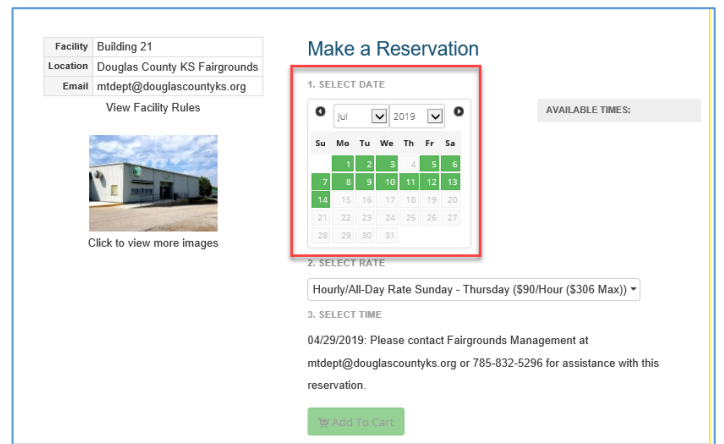 Facility Building 21
Location Douglas County KS Fairgrounds
Email mtdept@douglascountyks.org
View Facility Rules
Click to view more images
Make a Reservation
1. SELECT DATE
Jul 2019
Su Mo Tu We Th Fr Sa
1 2 3 4 5 6
7 8 9 10 11 12 13
14 15 16 17 18 19 20
21 22 23 24 25 26 27
28 29 30 31
AVAILABLE TIMES:
2. SELECT RATE
Hourly/All-Day Rate Sunday - Thursday ($90/Hour ($306 Max))
3. SELECT TIME
04/29/2019: Please contact Fairgrounds Management at
mtdept@douglascountyks.org or 785-832-5296 for assistance with this
reservation.
Add To Cart